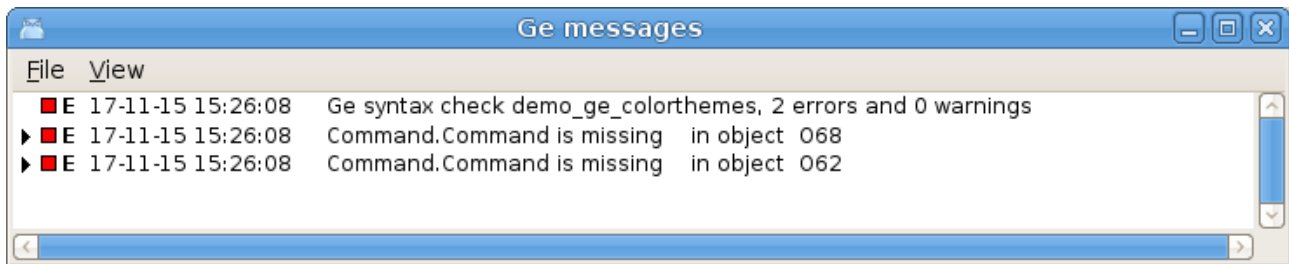 Ge messages
File View
E 17-11-15 15:26:08 Ge syntax check demo_ge_colorthemes, 2 errors and 0 warnings
E 17-11-15 15:26:08 Command.Command is missing in object O68
E 17-11-15 15:26:08 Command.Command is missing in object O62